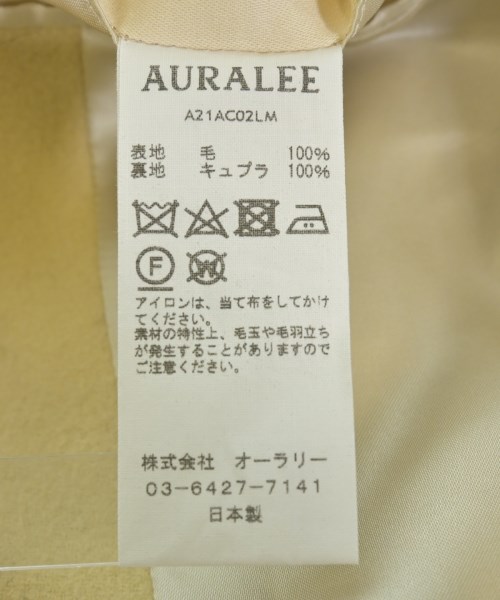 AURALEE
A21AC02LM
表地 毛 100%
裏地 キュプラ 100%
F W
アイロンは、当て布をしてかけ
てください。
素材の特性上、毛玉や毛羽立ち
が発生することがありますので
ご注意ください。
株式会社 オーラリー
03-6427-7141
日本製